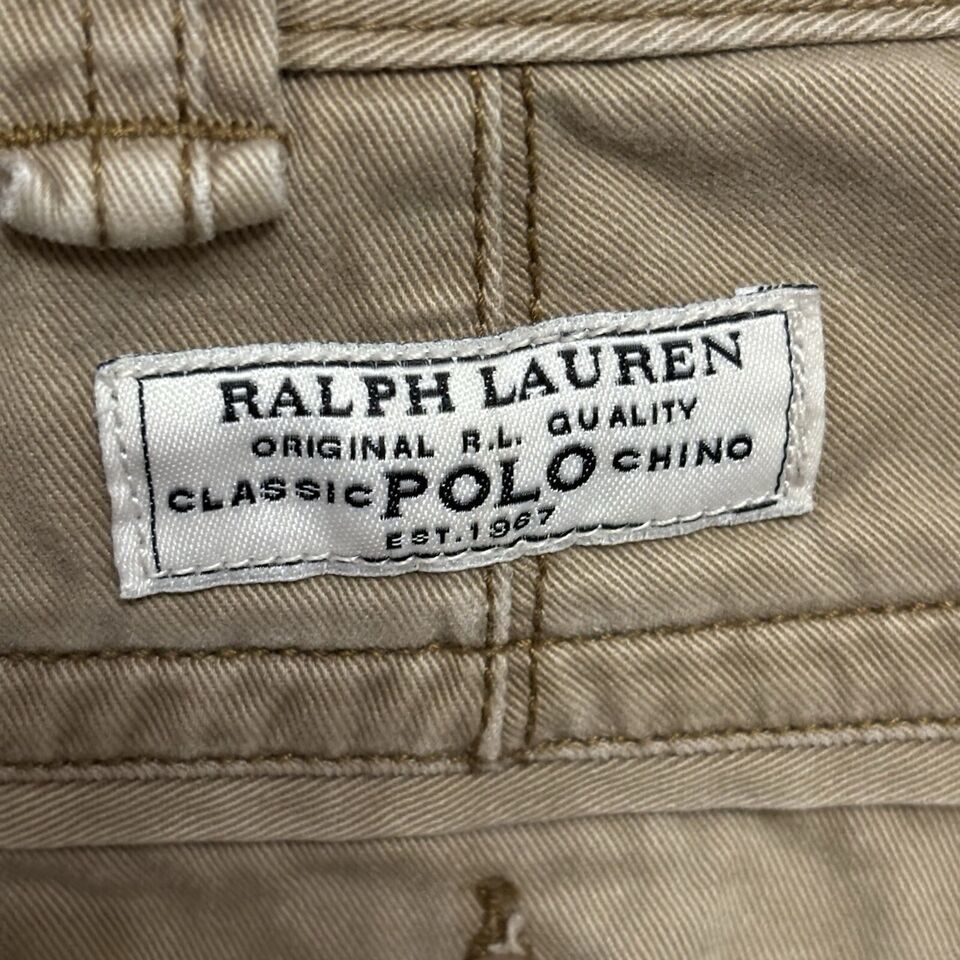 RALPH LAUREN
ORIGINAL R.L. QUALITY
CLASSIC POLO CHINO
EST. 1967